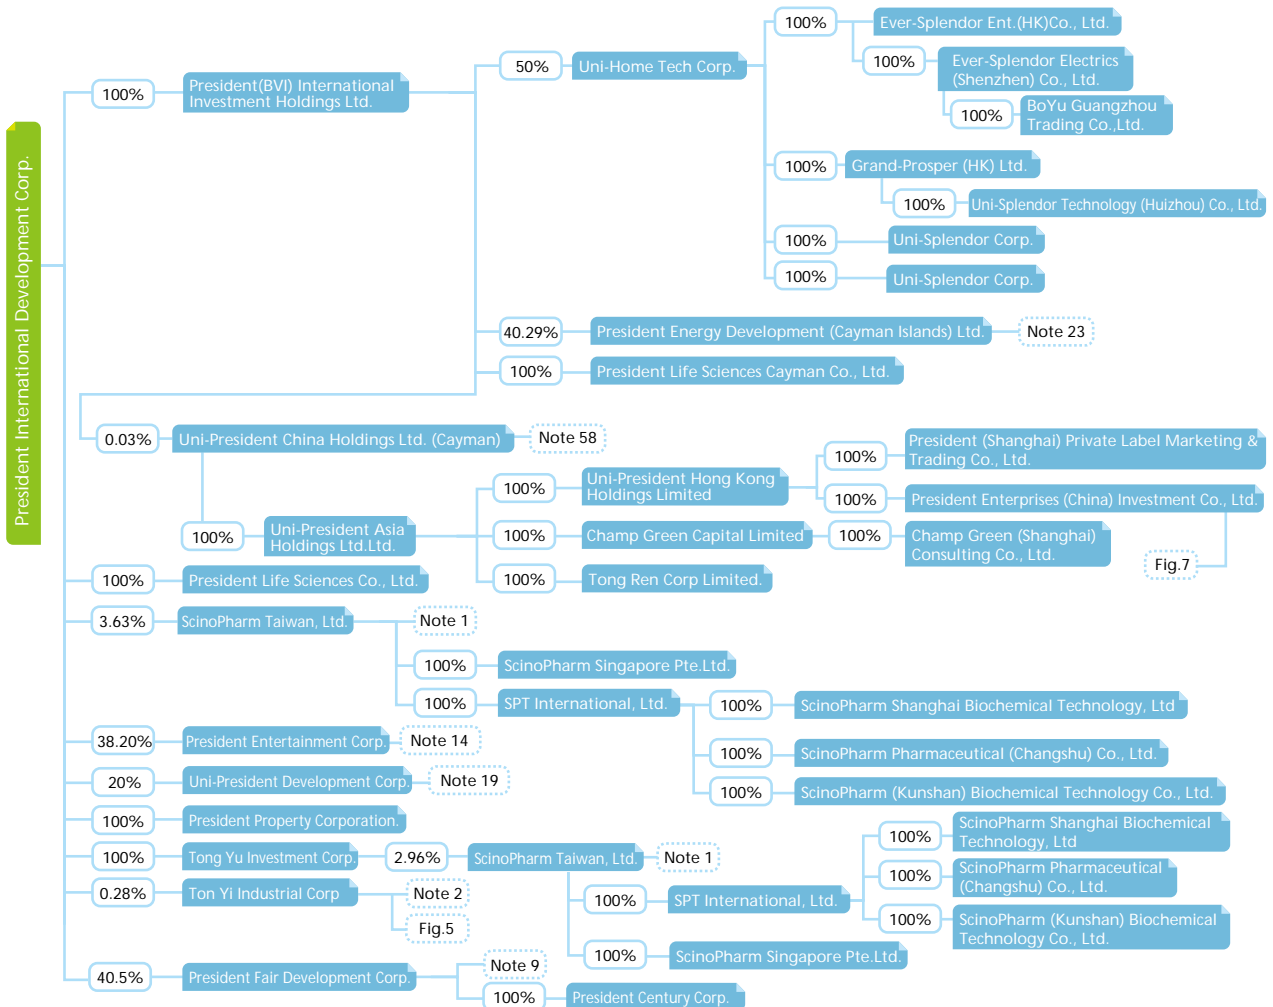 President International Development Corp.
100%
President(BVI) International
Investment Holdings Ltd.
50%
Uni-Home Tech Corp.
100%
Ever-Splendor Ent.(HK)Co., Ltd.
100%
Ever-Splendor Electrics
(Shenzhen) Co., Ltd.
100%
BoYu Guangzhou
Trading Co.,Ltd.
100%
Grand-Prosper (HK) Ltd.
100%
Uni-Splendor Technology (Huizhou) Co., Ltd.
100%
Uni-Splendor Corp.
100%
Uni-Splendor Corp.
40.29%
President Energy Development (Cayman Islands) Ltd.
Note 23
100%
President Life Sciences Cayman Co., Ltd.
0.03%
Uni-President China Holdings Ltd. (Cayman)
Note 58
100%
Uni-President Asia
Holdings Ltd.Ltd.
100%
Uni-President Hong Kong
Holdings Limited
100%
President (Shanghai) Private Label Marketing &
Trading Co., Ltd.
100%
President Enterprises (China) Investment Co., Ltd.
Fig.7
100%
Champ Green Capital Limited
100%
Champ Green (Shanghai)
Consulting Co., Ltd.
100%
Tong Ren Corp Limited.
100%
President Life Sciences Co., Ltd.
3.63%
ScinoPharm Taiwan, Ltd.
Note 1
100%
ScinoPharm Singapore Pte.Ltd.
100%
SPT International, Ltd.
100%
ScinoPharm Shanghai Biochemical Technology, Ltd
100%
ScinoPharm Pharmaceutical (Changshu) Co., Ltd.
100%
ScinoPharm (Kunshan) Biochemical Technology Co., Ltd.
38.20%
President Entertainment Corp.
Note 14
20%
Uni-President Development Corp.
Note 19
100%
President Property Corporation.
100%
Tong Yu Investment Corp.
2.96%
ScinoPharm Taiwan, Ltd.
Note 1
100%
SPT International, Ltd.
100%
ScinoPharm Shanghai Biochemical
Technology, Ltd
100%
ScinoPharm Pharmaceutical
(Changshu) Co., Ltd.
100%
ScinoPharm (Kunshan) Biochemical
Technology Co., Ltd.
100%
ScinoPharm Singapore Pte.Ltd.
0.28%
Ton Yi Industrial Corp
Note 2
Fig.5
40.5%
President Fair Development Corp.
Note 9
100%
President Century Corp.